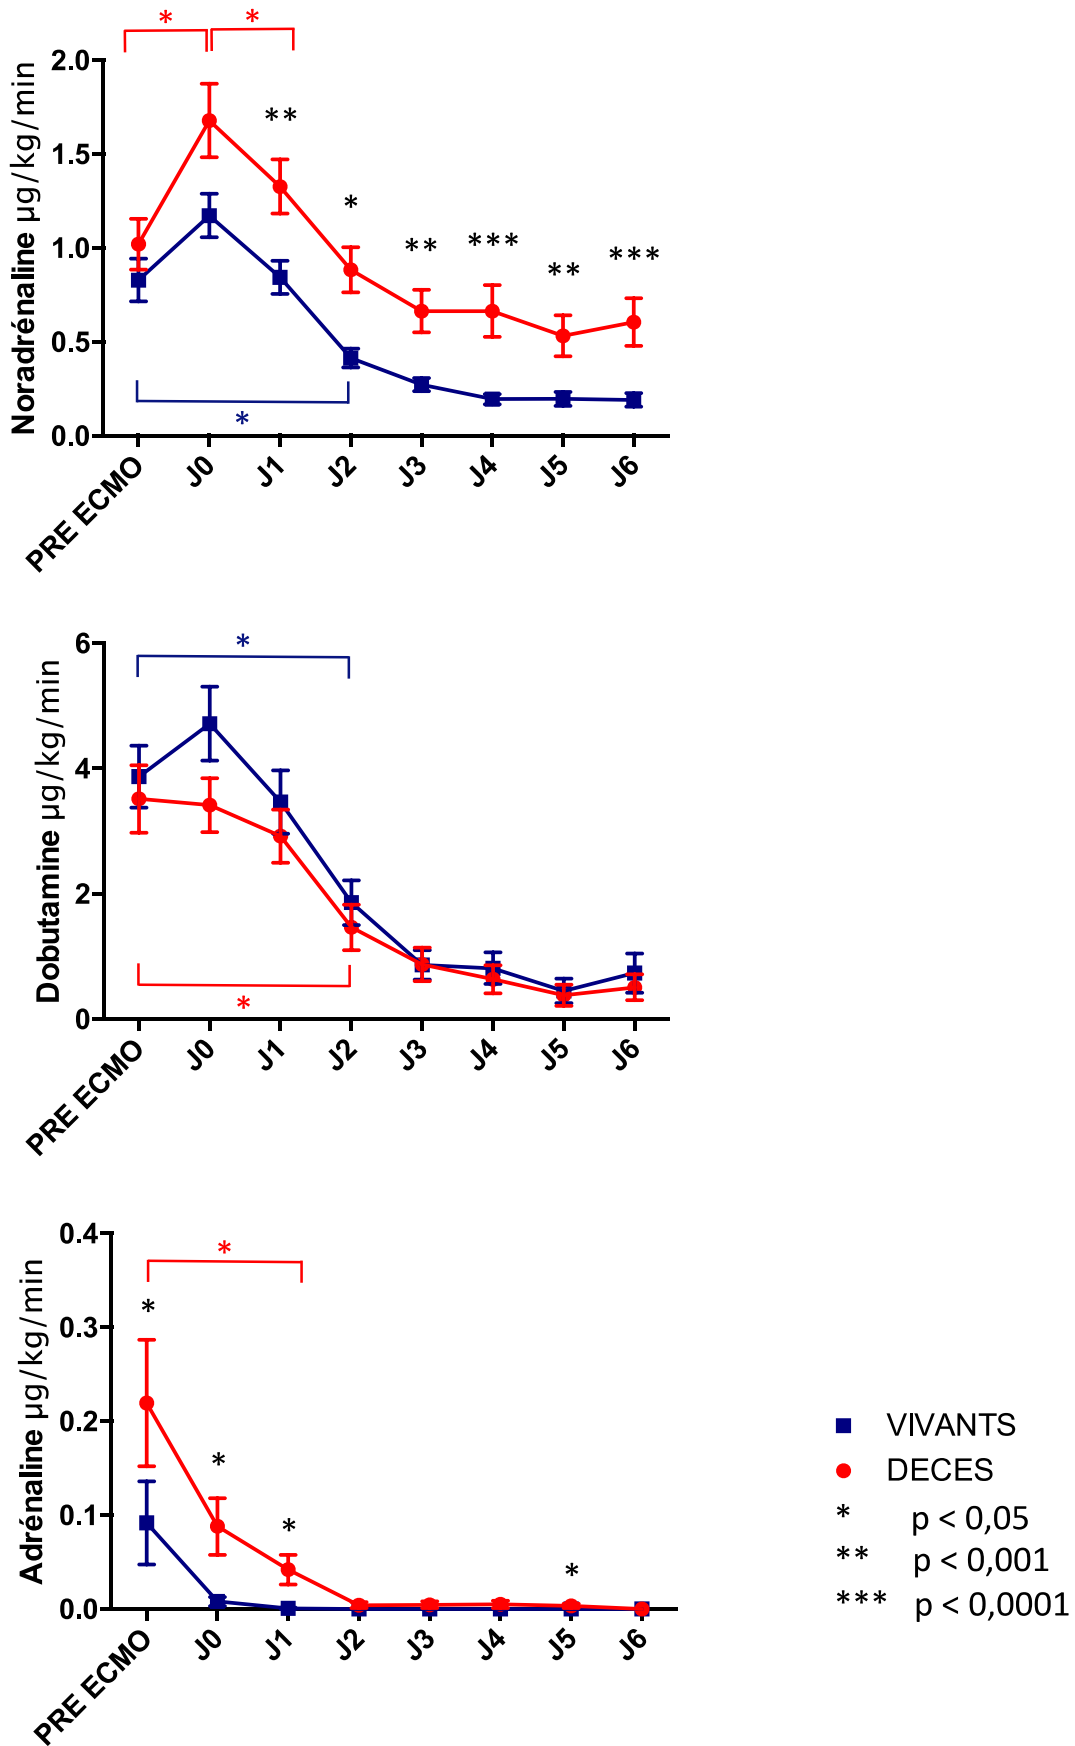 * *
2.0
**
1.5
*
*** ***
** **
1.0
0.5
*
0.0
Noradrénaline µg/kg/min
PRE ECMO J0 J1 J2 J3 J4 J5 J6
6
*
4
2
*
0
Dobutamine µg/kg/min
PRE ECMO J0 J1 J2 J3 J4 J5 J6
0.4
*
0.3
*
0.2
*
0.1
*
*
0.0
Adrénaline µg/kg/min
PRE ECMO J0 J1 J2 J3 J4 J5 J6
VIVANTS
DECES
* p < 0,05
** p < 0,001
*** p < 0,0001